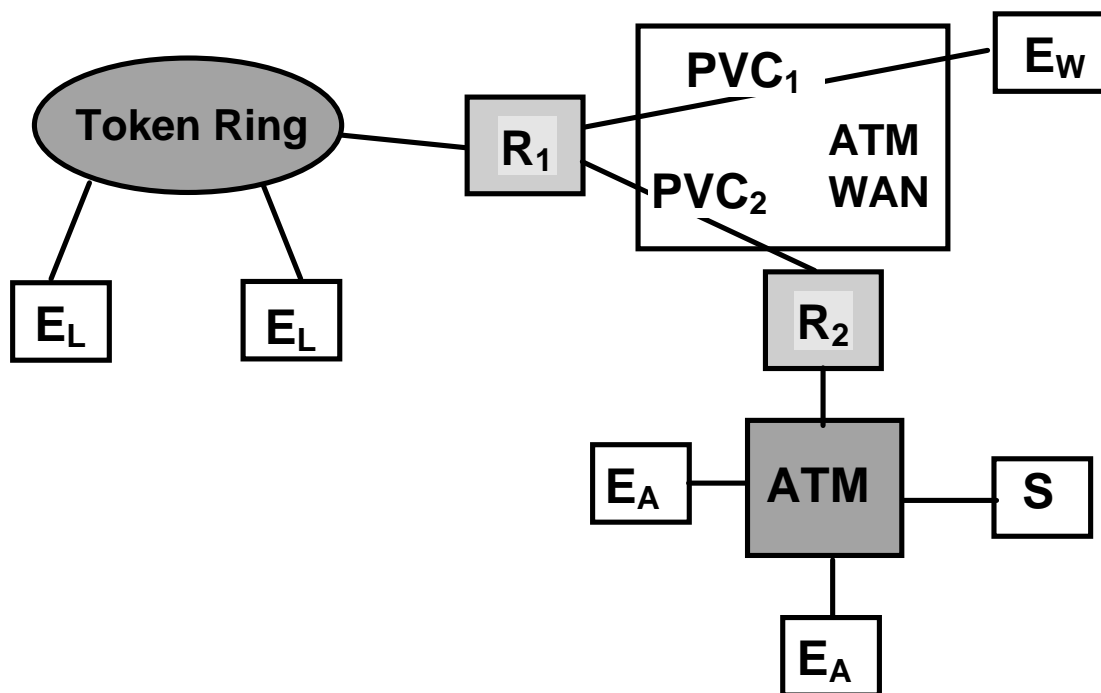 Token Ring
R1
PVC1
EW
ATM
WAN
PVC2
EL
EL
R2
EA
ATM
S
EA